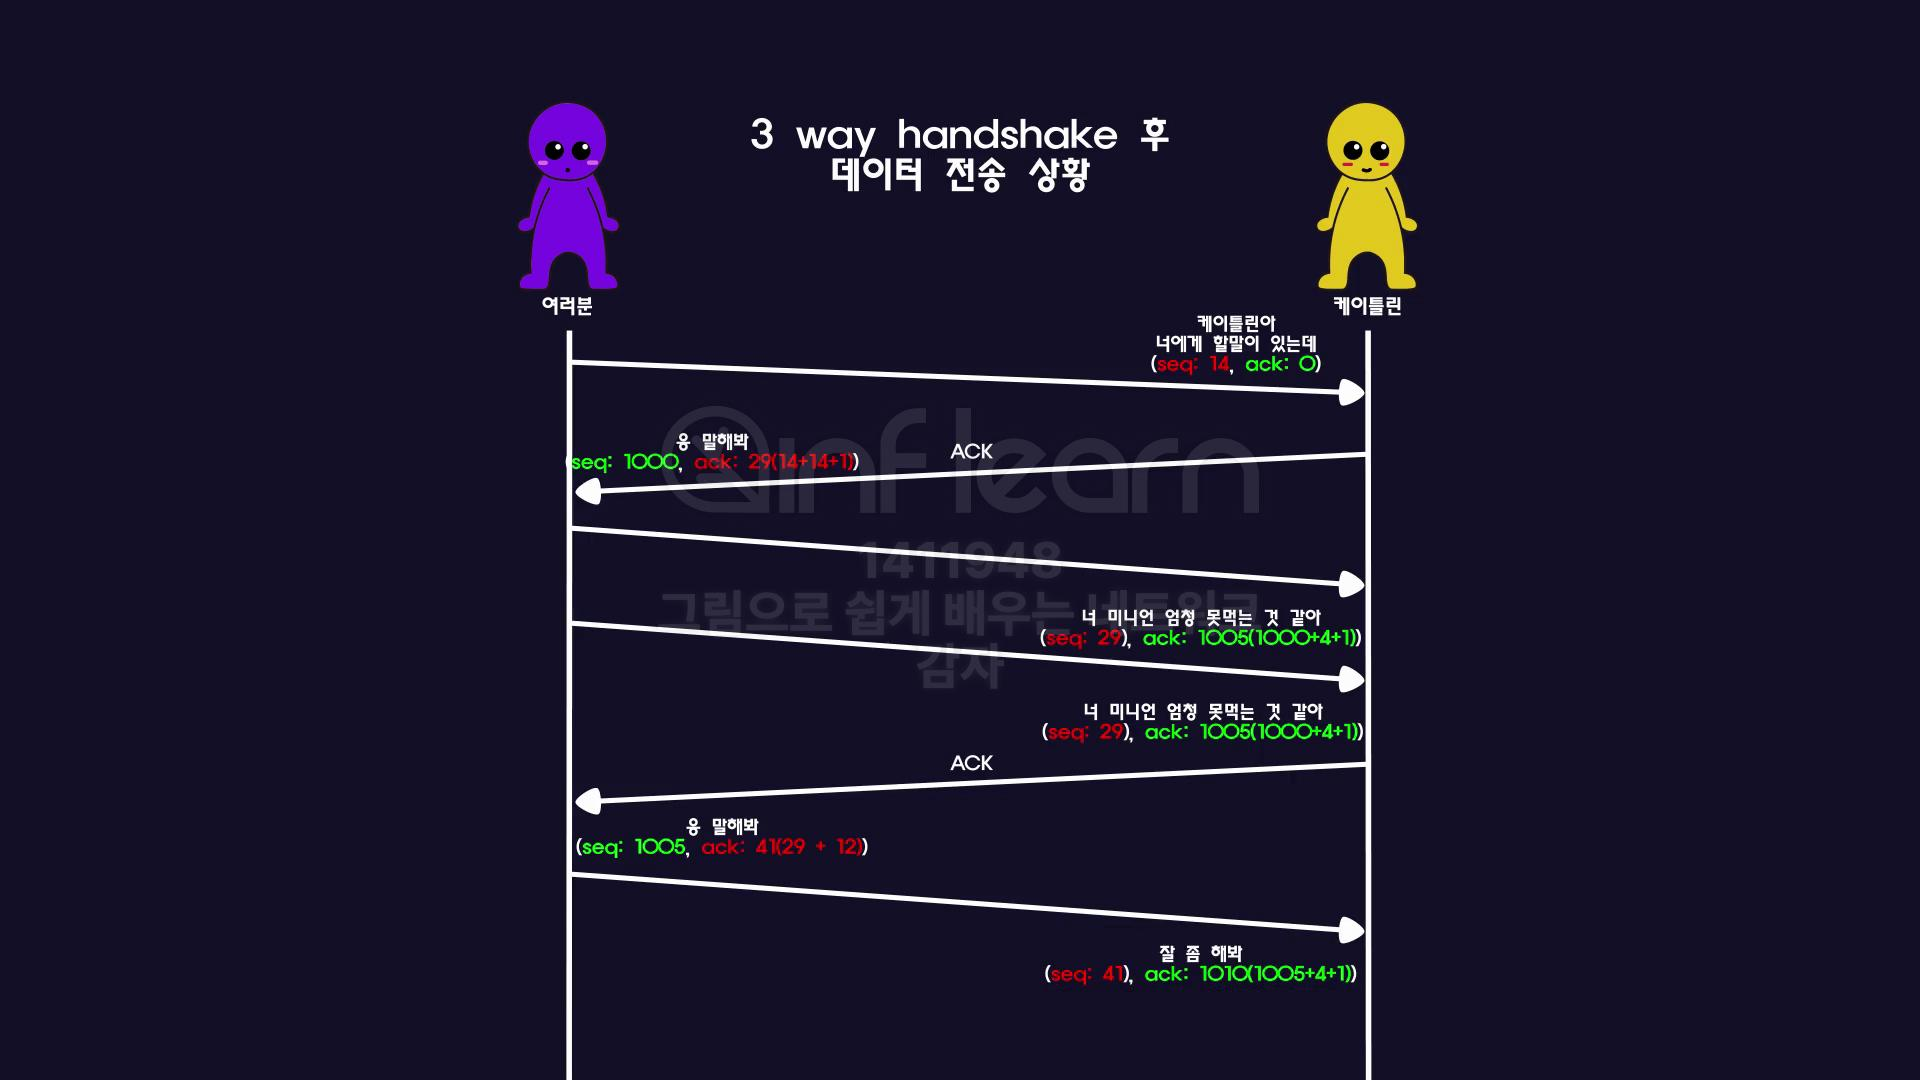 3 way handshake 후
데이터 전송 상황
여러분
케이틀린
케이틀린아
너에게 할말이 있는데
(seq: 14, ack: 0)
ACK
응 말해봐
(seq: 1000, ack: 29(14+14+1))
inflearn
1411948
그림으로 쉽게 배우는 네트워크
감자
너 미니언 엄청 못먹는 것 같아
(seq: 29), ack: 1005(1000+4+1))
너 미니언 엄청 못먹는 것 같아
(seq: 29), ack: 1005(1000+4+1))
ACK
응 말해봐
(seq: 1005, ack: 41(29 + 12))
잘 좀 해봐
(seq: 41), ack: 1010(1005+4+1))